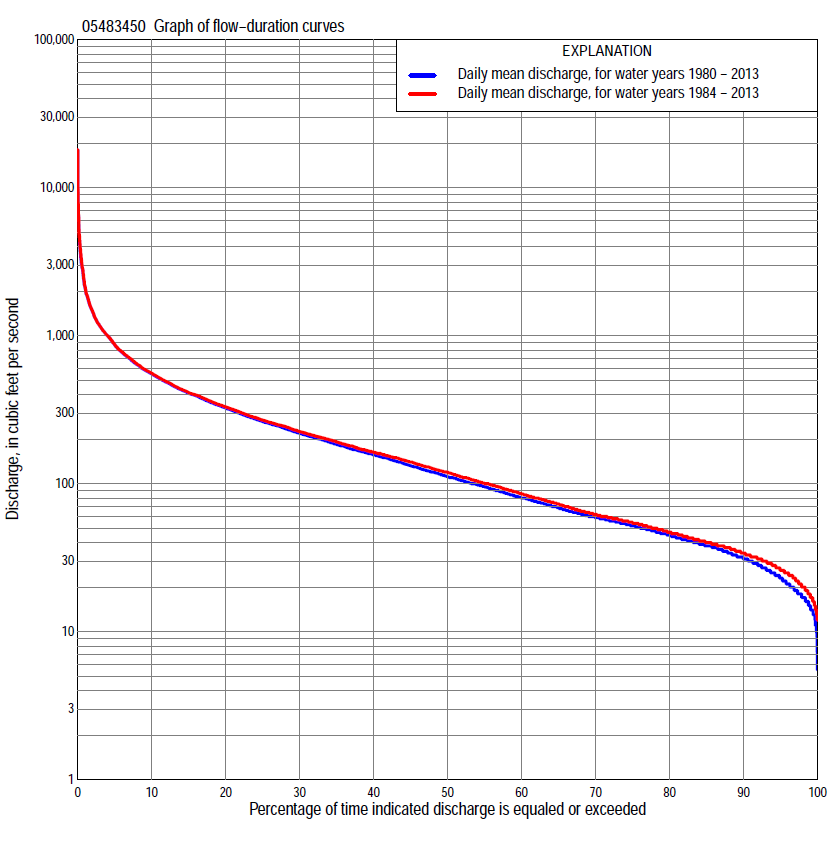 05483450 Graph of flow−duration curves
EXPLANATION
Daily mean discharge, for water years 1980 − 2013
Daily mean discharge, for water years 1984 − 2013
100,000
30,000
10,000
3,000
1,000
300
100
30
10
3
1
Discharge, in cubic feet per second
0 10 20 30 40 50 60 70 80 90 100
Percentage of time indicated discharge is equaled or exceeded